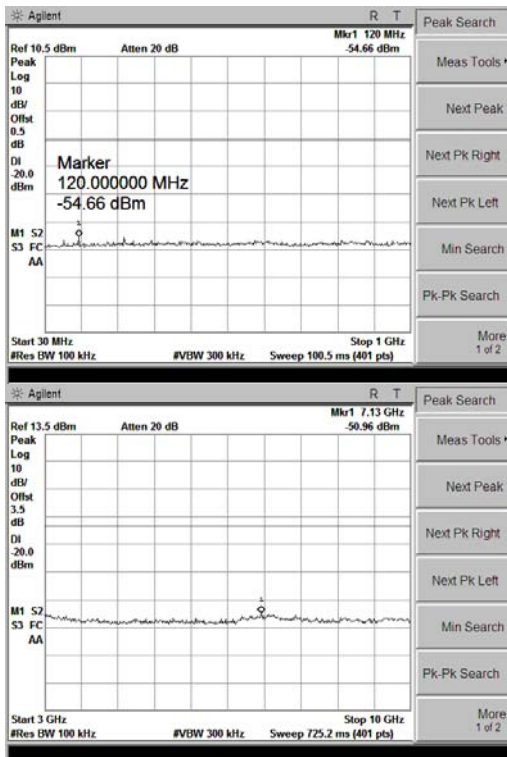 Agilent R T
Mkr1 120 MHz
Ref 10.5 dBm Atten 20 dB -54.66 dBm
Peak
Log
10
dB/
Offst
0.5
dB
DI
-20.0
dBm
Marker
120.000000 MHz
-54.66 dBm
1
M1 S2
S3 FC
AA
Start 30 MHz Stop 1 GHz
#Res BW 100 kHz #VBW 300 kHz Sweep 100.5 ms (401 pts)
Peak Search
Meas Tools
Next Peak
Next Pk Right
Next Pk Left
Min Search
Pk-Pk Search
More
1 of 2
Agilent R T
Mkr1 7.13 GHz
Ref 13.5 dBm Atten 20 dB -50.96 dBm
Peak
Log
10
dB/
Offst
3.5
dB
DI
-20.0
dBm
1
M1 S2
S3 FC
AA
Start 3 GHz Stop 10 GHz
#Res BW 100 kHz #VBW 300 kHz Sweep 725.2 ms (401 pts)
Peak Search
Meas Tools
Next Peak
Next Pk Right
Next Pk Left
Min Search
Pk-Pk Search
More
1 of 2